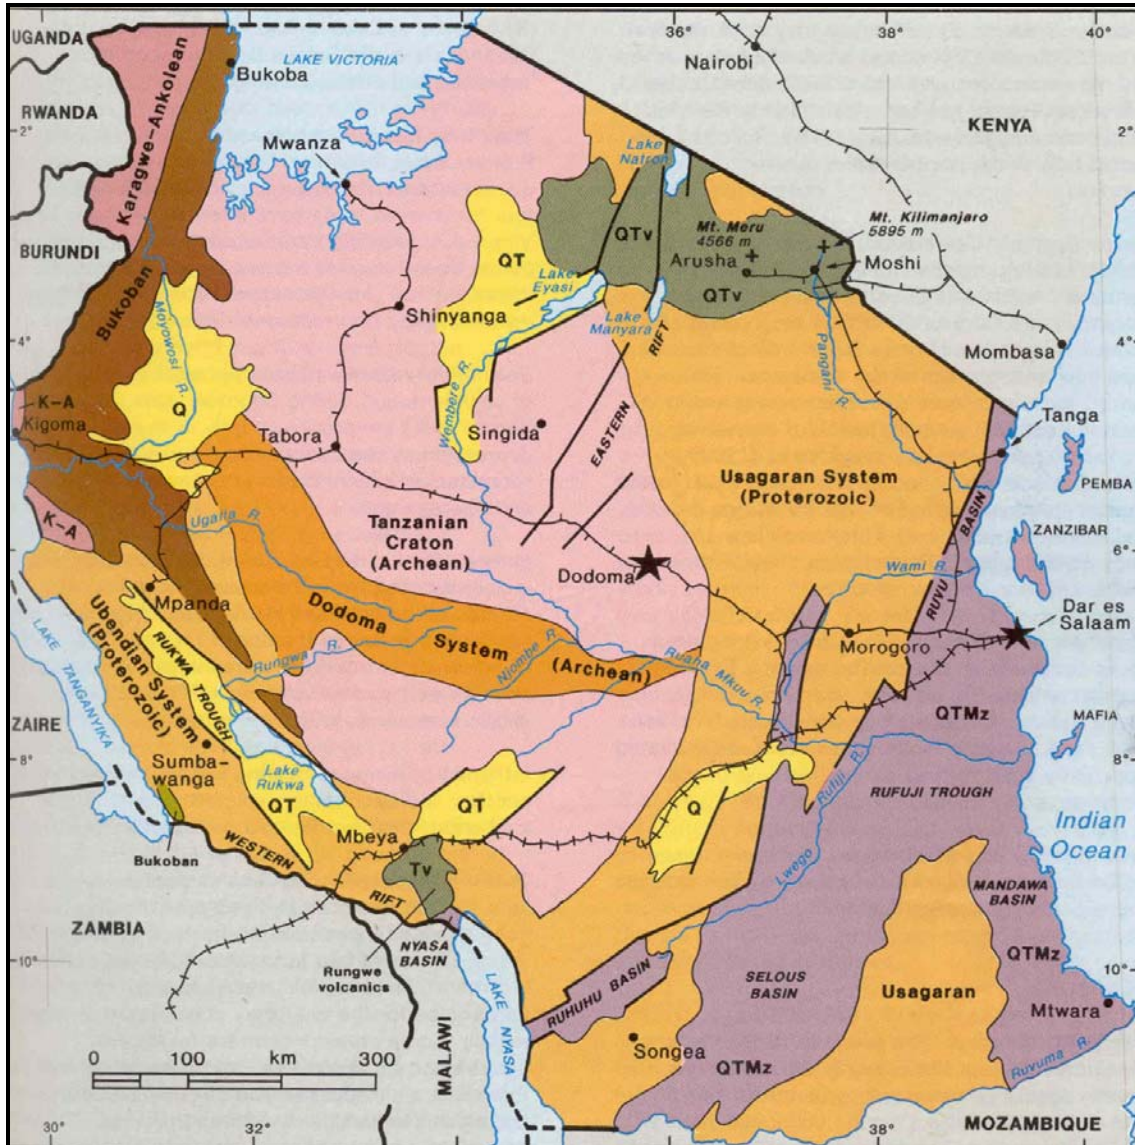 36°
38°
40°
UGANDA
Nairobi
Bukoba
LAKE VICTORIA
Karagwe-Ankolean
RWANDA
2°
KENYA
2°
Lake
Natron
Mwanza
Mt. Kilimanjaro
5895 m
Mt. Meru
4566 m
BURUNDI
QTv
QT
Arusha
Moshi
Lake
Eyasi
QTv
Bukoban
Moyowosi R.
Shinyanga
Lake
Manyara
RIFT
Pangani R.
4°
Mombasa
4°
K-A
Kigoma
Q
Wembere R.
Tabora
Singida
EASTERN
Tanga
Usagaran System
(Proterozoic)
PEMBA
K-A
Ugalla R.
Tanzanian
Craton
(Archean)
BASIN
ZANZIBAR
6°
Dodoma
Wami R.
RUVU
Mpanda
Dodoma
System
(Archean)
Dar es
Salaam
Ubendian System
(Proterozoic)
RUKWA TROUGH
LAKE TANGANYIKA
Rungwa R.
Njombe R.
Ruaha Mkuu R.
Morogoro
ZAIRE
QTMz
MAFIA
Sumba-
wanga
8°
8°
Lake
Rukwa
Rufiji R.
RUFUJI TROUGH
QT
QT
Q
Mbeya
Indian
Ocean
Bukoban
WESTERN
RIFT
Tv
Lwego
MANDAWA
BASIN
ZAMBIA
NYASA
BASIN
QTMz
10°
Rungwe
volcanics
SELOUS
BASIN
10°
RUHUHU BASIN
Usagaran
Mtwara
LAKE NYASA
MALAWI
0 100 km 300
Songea
QTMz
Ruvuma R.
MOZAMBIQUE
30°
32°
38°